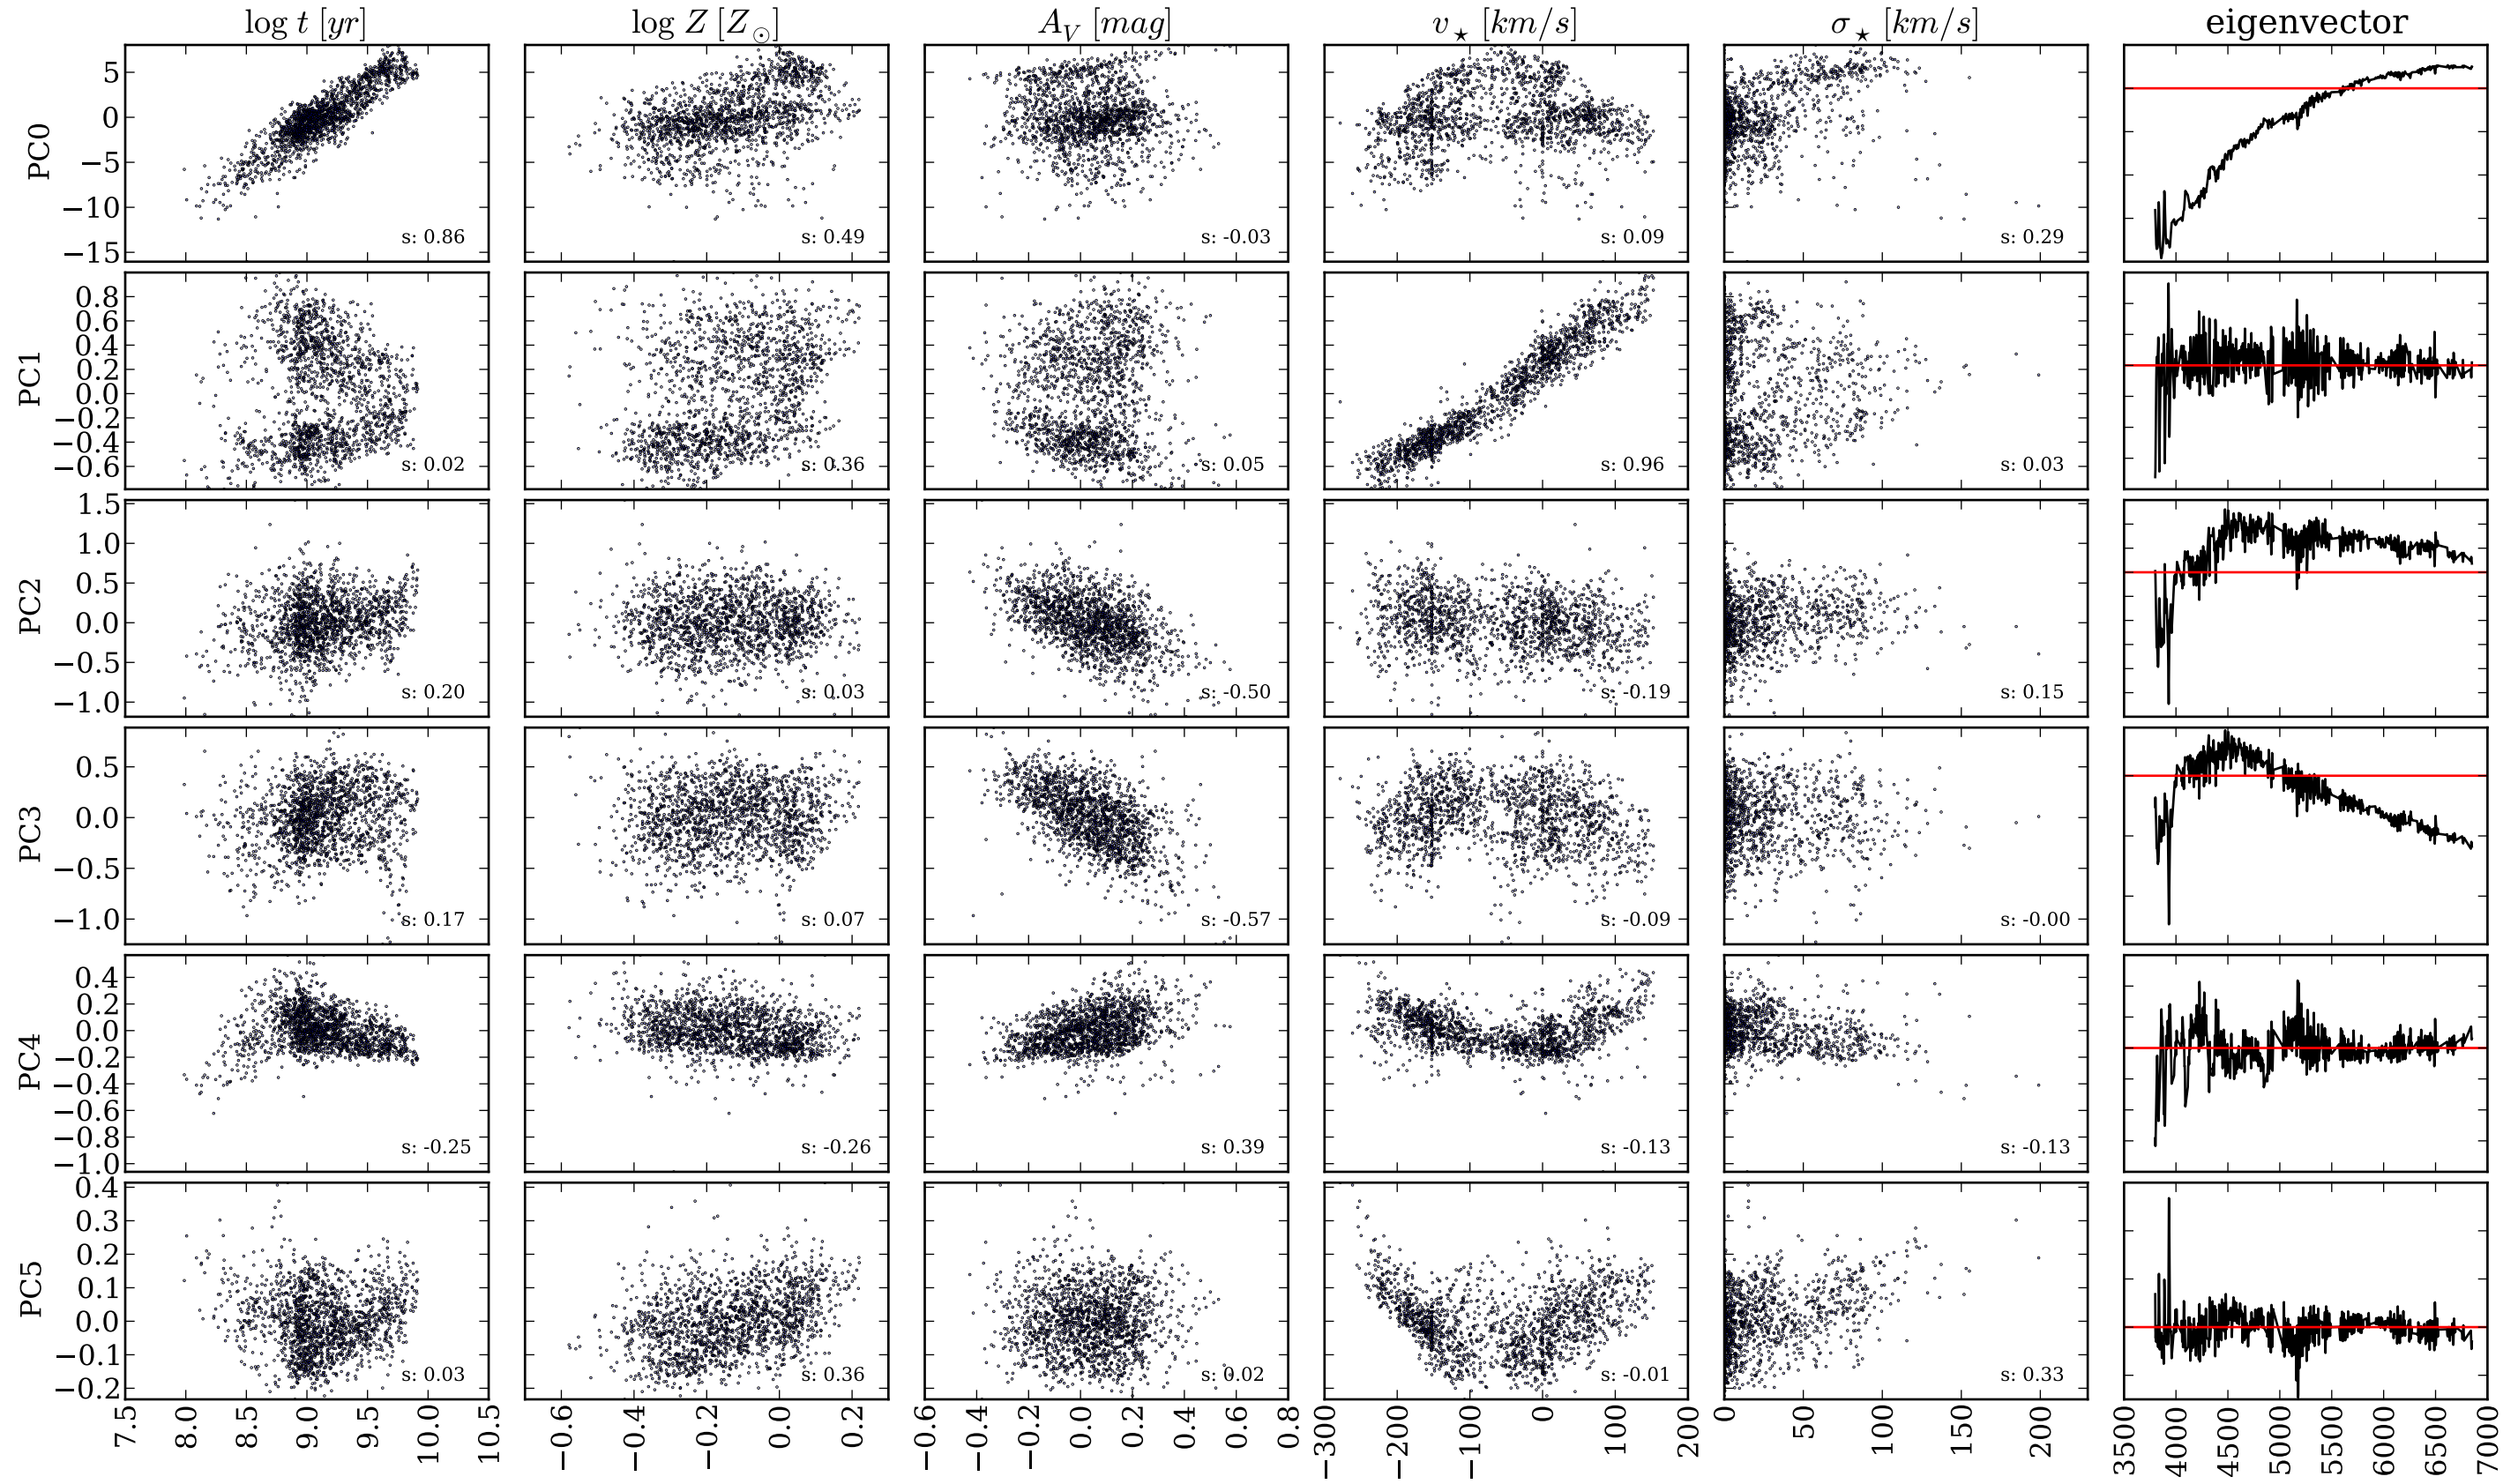 log t [yr] log Z [Z⊙] A_V [mag] v⋆ [km/s] σ⋆ [km/s] eigenvector
PC0
5
0
−5
−10
−15
s: 0.86 s: 0.49 s: -0.03 s: 0.09 s: 0.29
PC1
0.8
0.6
0.4
0.2
0.0
−0.2
−0.4
−0.6
s: 0.02 s: 0.36 s: 0.05 s: 0.96 s: 0.03
PC2
1.5
1.0
0.5
0.0
−0.5
−1.0
s: 0.20 s: 0.03 s: -0.50 s: -0.19 s: 0.15
PC3
0.5
0.0
−0.5
−1.0
s: 0.17 s: 0.07 s: -0.57 s: -0.09 s: -0.00
PC4
0.4
0.2
0.0
−0.2
−0.4
−0.6
−0.8
−1.0
s: -0.25 s: -0.26 s: 0.39 s: -0.13 s: -0.13
PC5
0.4
0.3
0.2
0.1
0.0
−0.1
−0.2
s: 0.03 s: 0.36 s: 0.02 s: -0.01 s: 0.33
7.5 8.0 8.5 9.0 9.5 10.0 10.5 −0.6 −0.4 −0.2 0.0 0.2 −0.6 −0.4 −0.2 0.0 0.2 0.4 0.6 0.8 −300 −200 −100 0 100 200 0 50 100 150 200 3500 4000 4500 5000 5500 6000 6500 7000